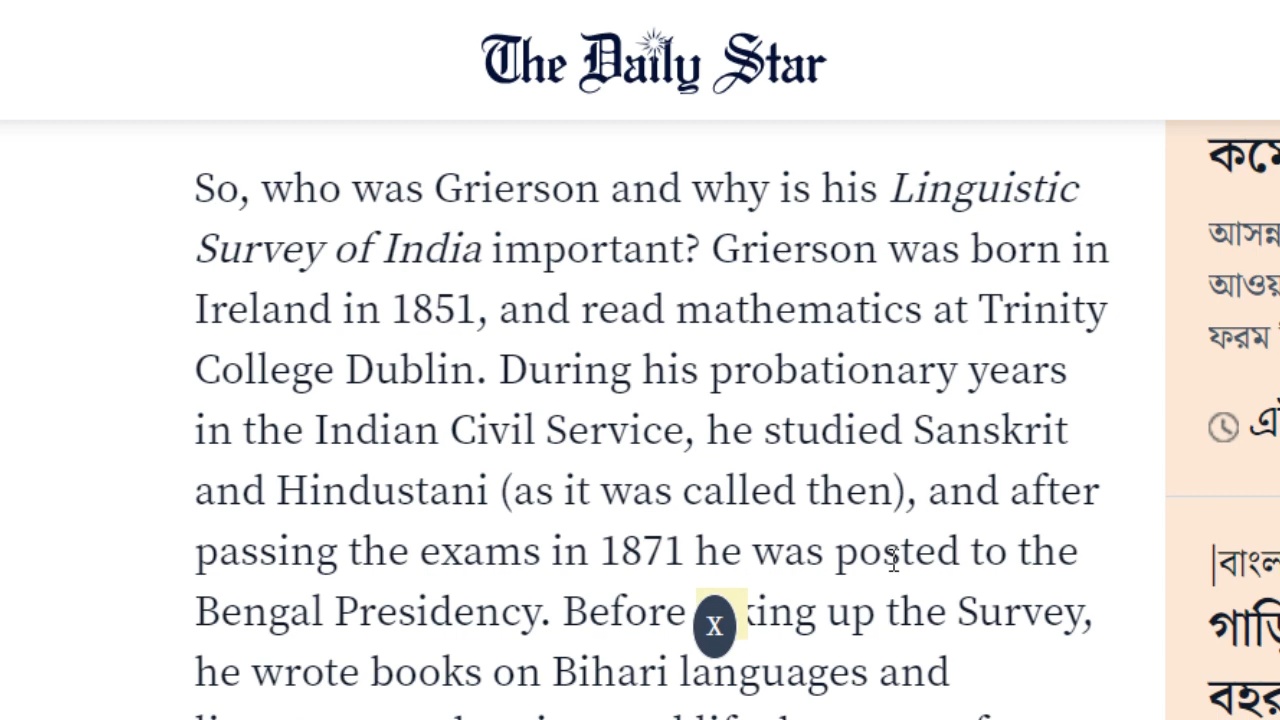 The Daily Star
So, who was Grierson and why is his Linguistic
Survey of India important? Grierson was born in
Ireland in 1851, and read mathematics at Trinity
College Dublin. During his probationary years
in the Indian Civil Service, he studied Sanskrit
and Hindustani (as it was called then), and after
passing the exams in 1871 he was posted to the
Bengal Presidency. Before king up the Survey,
x
he wrote books on Bihari languages and
আসন্ন
ফরম
|বাংল